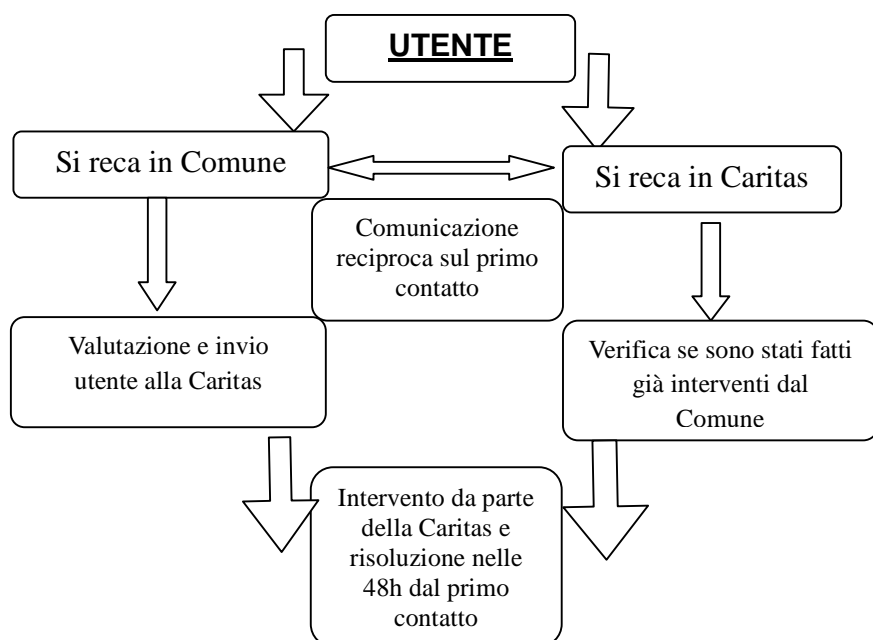 UTENTE
Si reca in Comune
Si reca in Caritas
Comunicazione
reciproca sul primo
contatto
Valutazione e invio
utente alla Caritas
Verifica se sono stati fatti
già interventi dal
Comune
Intervento da parte
della Caritas e
risoluzione nelle
48h dal primo
contatto